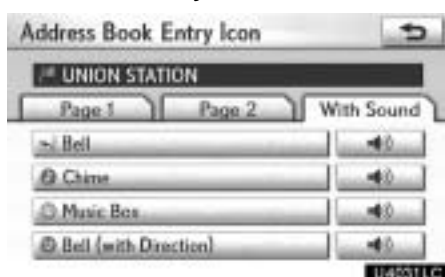 Address Book Entry Icon
UNION STATION
Page 1 Page 2 With Sound
Bell
Chime
Music Box
Bell (with Direction)